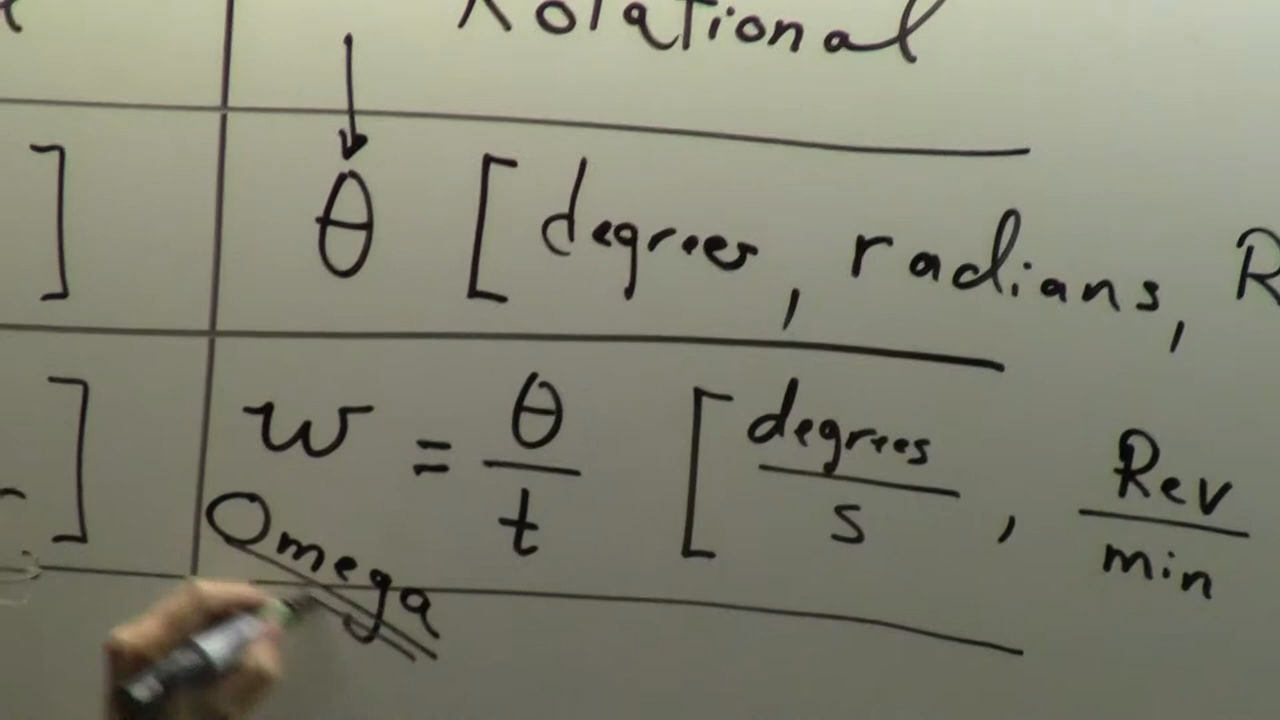 Rotational
] θ [ degrees, radians, R
] w = θ/t [ degrees/s , Rev/min
Omega